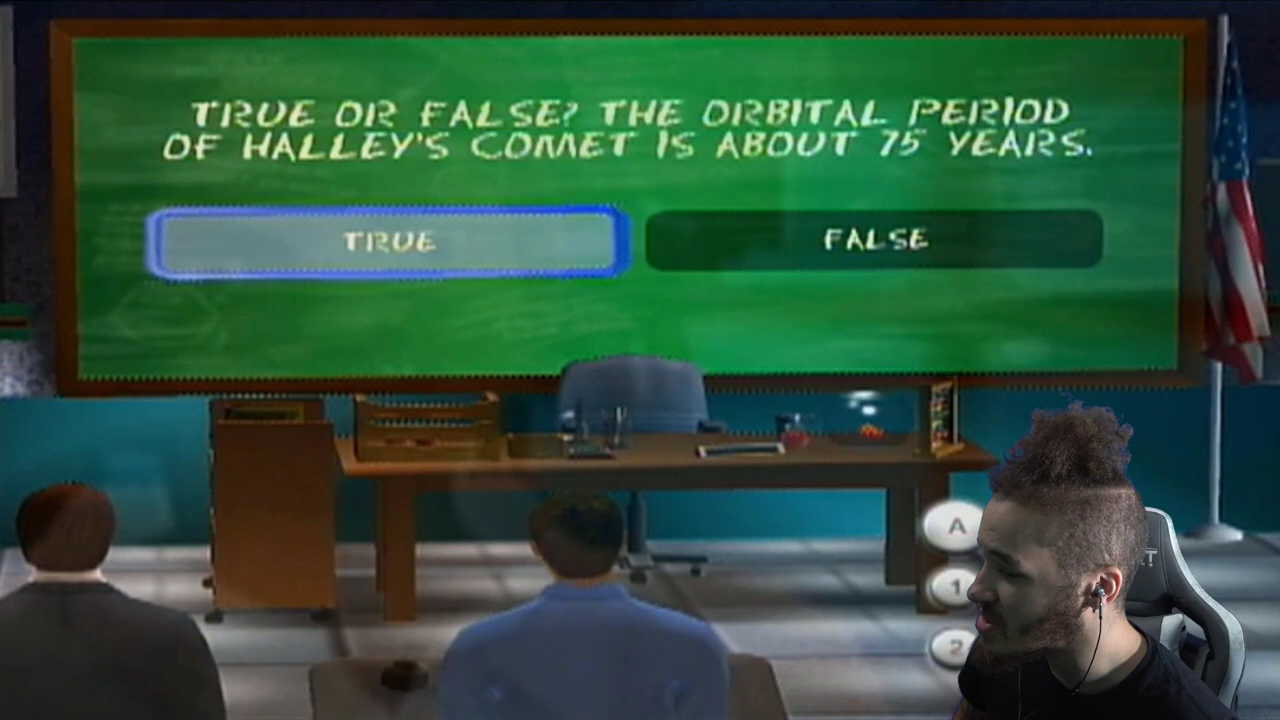 TRUE OR FALSE? THE ORBITAL PERIOD
OF HALLEY'S COMET IS ABOUT 75 YEARS.
TRUE
FALSE
A
1
2